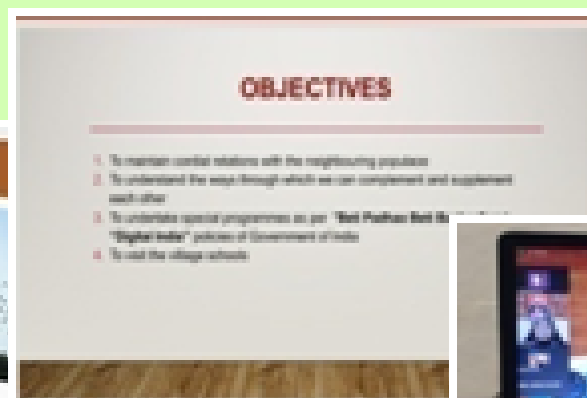 OBJECTIVES
1. To maintain cordial relations with the neighbouring populace
2. To understand the ways through which we can complement and supplement
each other
3. To undertake special programmes as per "Beti Padhao Beti
"Digital India" policies of Government of India
4. To visit the village schools